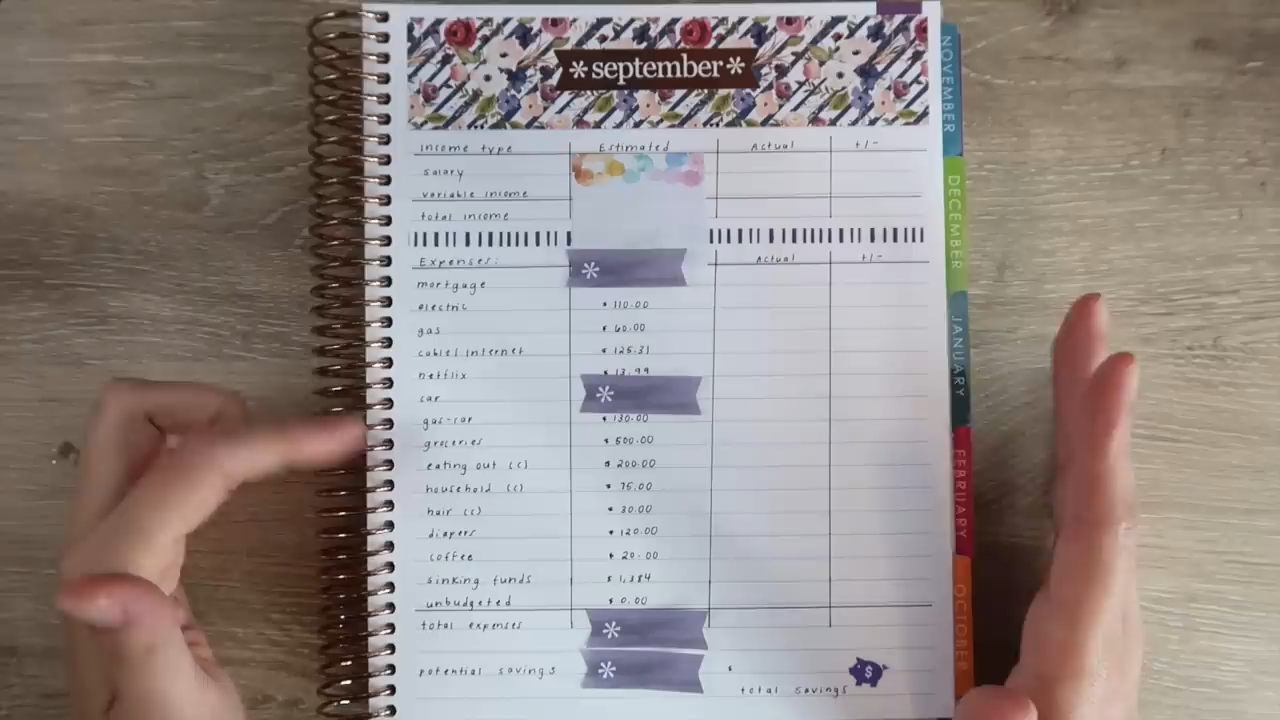 *september*
Income type Estimated Actual +/-
salary
variable income
total income
Expenses: Actual +/-
mortgage
electric $ 110.00
gas $ 60.00
cable/internet $ 125.31
netflix $ 13.99
car
gas-car $ 130.00
groceries $ 500.00
eating out (c) $ 200.00
household (c) $ 75.00
hair (c) $ 30.00
diapers $ 120.00
coffee $ 20.00
sinking funds $ 1,384
unbudgeted $ 0.00
total expenses
potential savings $
total savings $
NOVEMBER
DECEMBER
JANUARY
FEBRUARY
OCTOBER